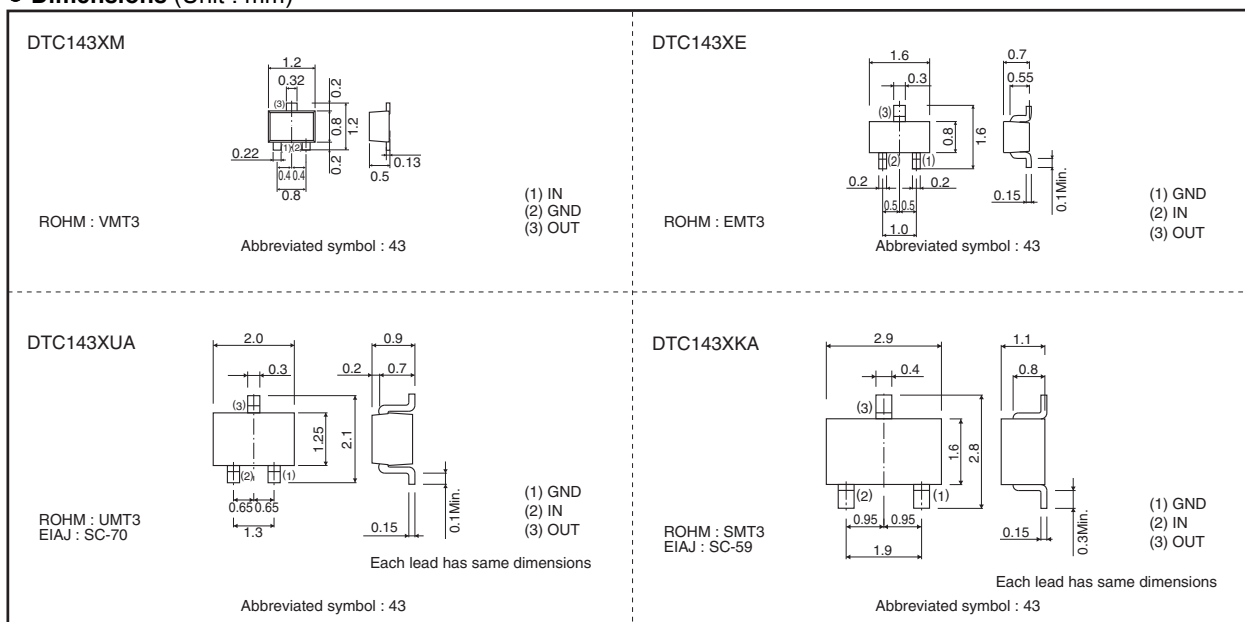 ● Dimensions (Unit : mm)
DTC143XM
1.2
0.32
0.2
(3)
0.8
1.2
(1)
(2)
0.22
0.4
0.4
0.2
0.8
0.5
0.13
(1) IN
(2) GND
(3) OUT
ROHM : VMT3
Abbreviated symbol : 43
DTC143XE
1.6
0.3
(3)
0.8
1.6
(2)
(1)
0.2
0.2
0.5
0.5
1.0
0.7
0.55
0.15
0.1Min.
(1) GND
(2) IN
(3) OUT
ROHM : EMT3
Abbreviated symbol : 43
DTC143XUA
2.0
0.3
(3)
1.25
2.1
(2)
(1)
0.65
0.65
1.3
0.9
0.2
0.7
0.15
0.1Min.
(1) GND
(2) IN
(3) OUT
ROHM : UMT3
EIAJ : SC-70
Each lead has same dimensions
Abbreviated symbol : 43
DTC143XKA
2.9
0.4
(3)
1.6
2.8
(2)
(1)
0.95
0.95
1.9
1.1
0.8
0.15
0.3Min.
(1) GND
(2) IN
(3) OUT
ROHM : SMT3
EIAJ : SC-59
Each lead has same dimensions
Abbreviated symbol : 43